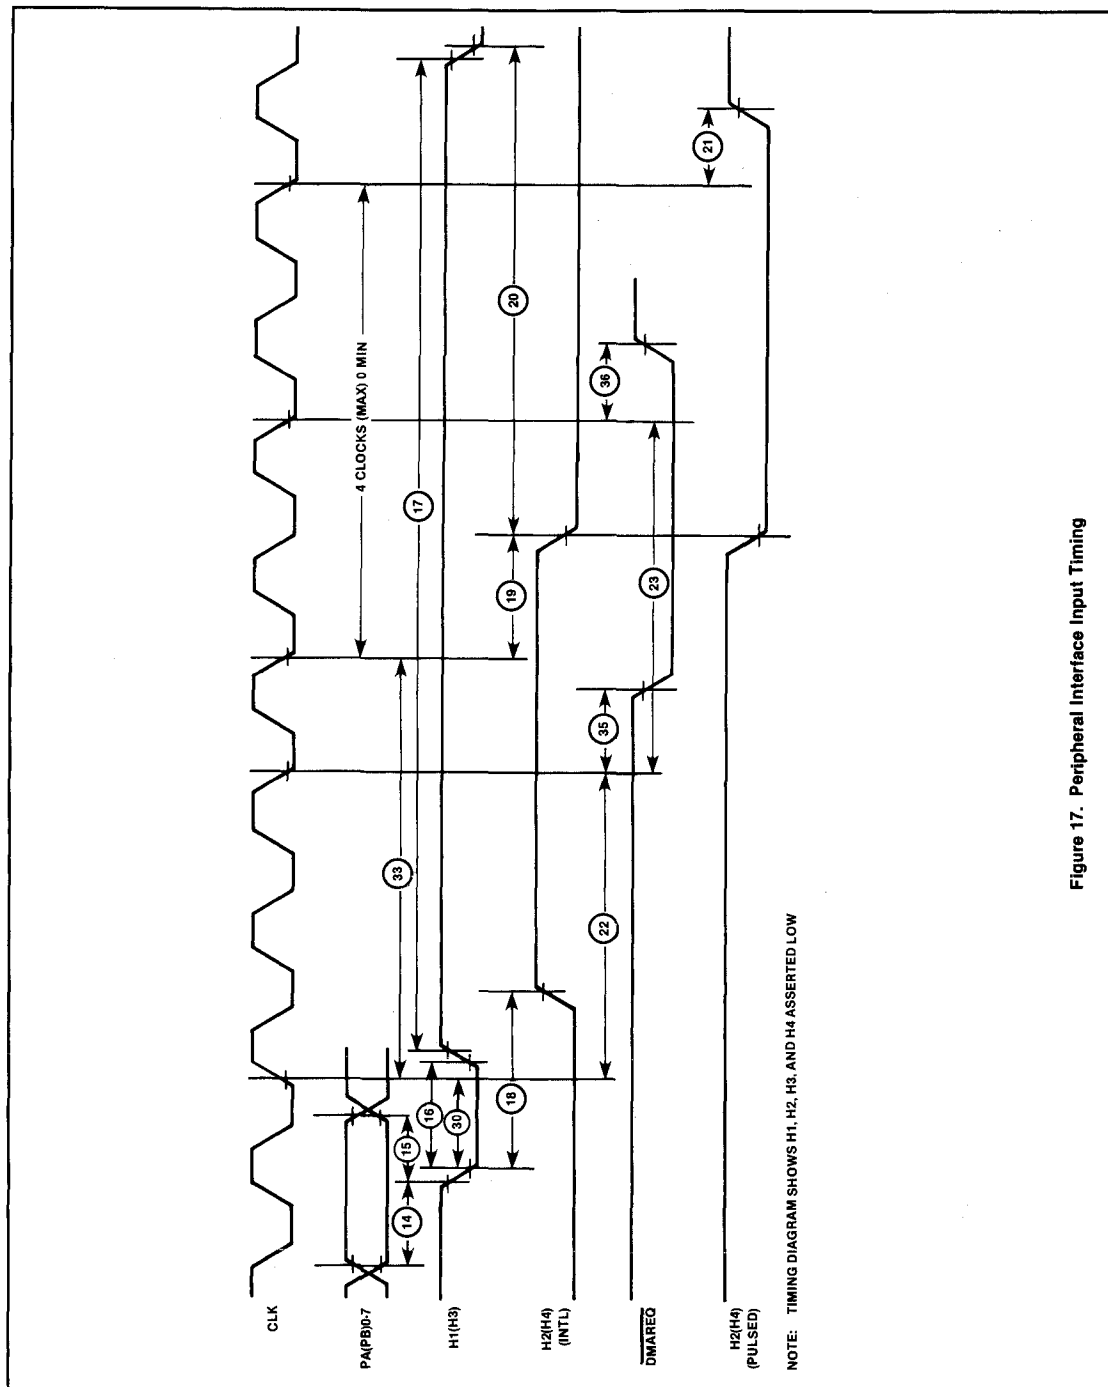 CLK
PA(PB)0-7
14
15
H1(H3)
16
30
33
17
4 CLOCKS (MAX) 0 MIN
H2(H4)
(INTL)
18
19
20
DMAREQ
22
35
23
36
H2(H4)
(PULSED)
21
NOTE: TIMING DIAGRAM SHOWS H1, H2, H3, AND H4 ASSERTED LOW
Figure 17. Peripheral Interface Input Timing